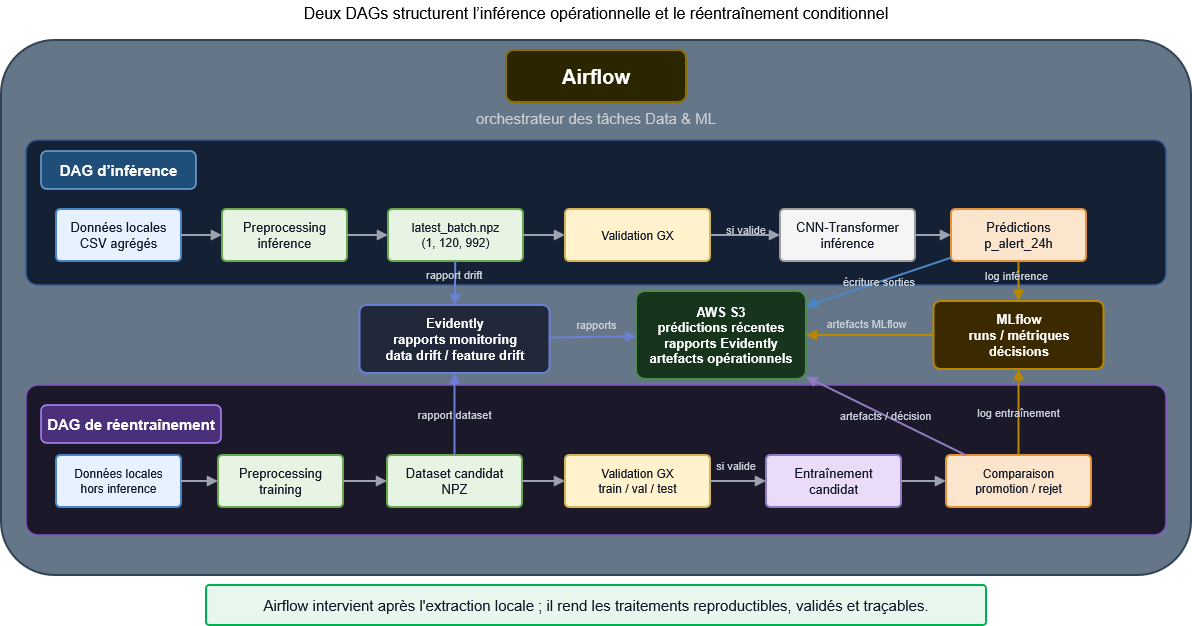 Deux DAGs structurent l’inférence opérationnelle et le réentraînement conditionnel
Airflow
orchestrateur des tâches Data & ML
DAG d’inférence
Données locales
CSV agrégés
Preprocessing
inférence
latest_batch.npz
(1, 120, 992)
Validation GX
si valide
CNN-Transformer
inférence
Prédictions
p_alert_24h
rapport drift
écriture sorties
log inférence
Evidently
rapports monitoring
data drift / feature drift
rapports
AWS S3
prédictions récentes
rapports Evidently
artefacts opérationnels
artefacts MLflow
MLflow
runs / métriques
décisions
DAG de réentraînement
rapport dataset
artefacts / décision
log entraînement
Données locales
hors inference
Preprocessing
training
Dataset candidat
NPZ
Validation GX
train / val / test
si valide
Entraînement
candidat
Comparaison
promotion / rejet
Airflow intervient après l'extraction locale ; il rend les traitements reproductibles, validés et traçables.